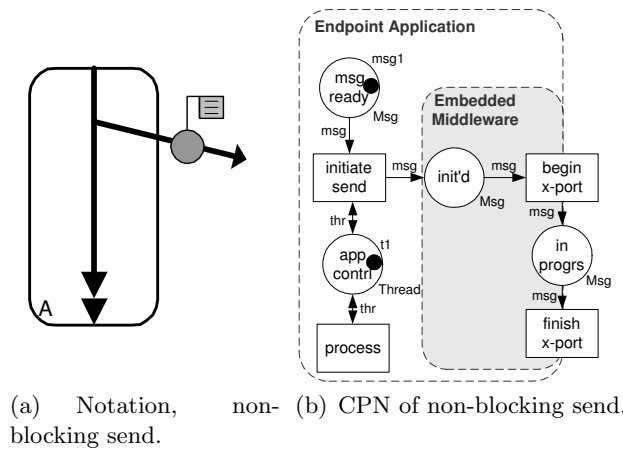 A
(a) Notation, non-
blocking send.
Endpoint Application
msg1
msg
ready
Msg
msg
Embedded
Middleware
initiate
send
msg
init'd
Msg
msg
begin
x-port
msg
thr
t1
app
contrl
Thread
in
progrs
Msg
thr
msg
process
finish
x-port
(b) CPN of non-blocking send.